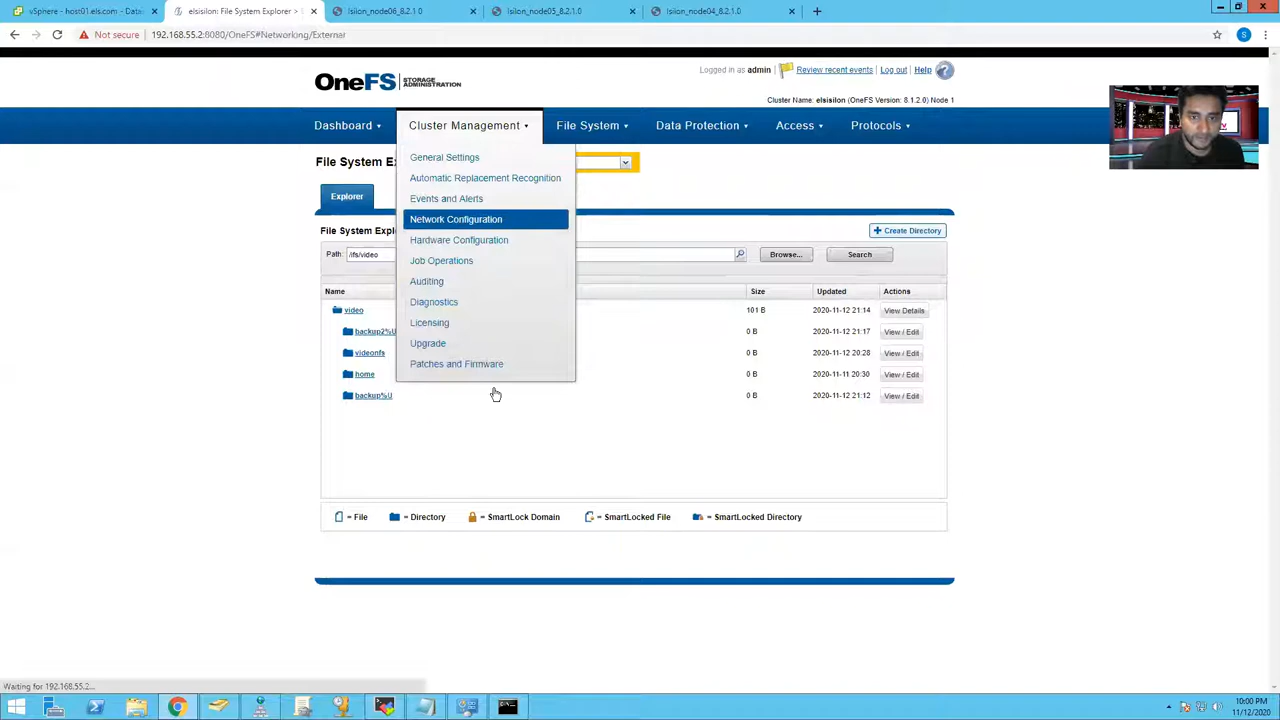 vSphere - host01.els.com - Data
elsisilon: File System Explorer
Isiion_node06_8.2.1.0
Isiion_node05_8.2.1.0
Isiion_node04_8.2.1.0
Not secure
192.168.55.2:8080/OneFS#Networking/External
S
OneFS STORAGE ADMINISTRATION
Logged in as admin
Review recent events
Log out
Help
Cluster Name: elsisilon (OneFS Version: 8.1.2.0) Node 1
Dashboard
Cluster Management
File System
Data Protection
Access
Protocols
General Settings
Automatic Replacement Recognition
Events and Alerts
Network Configuration
Hardware Configuration
Job Operations
Auditing
Diagnostics
Licensing
Upgrade
Patches and Firmware
File System Ex
Explorer
File System Expl
Create Directory
Path: /ifs/video
Browse...
Search
Name
Size
Updated
Actions
video
101 B
2020-11-12 21:14
View Details
backup2%U
0 B
2020-11-12 21:17
View / Edit
videonfs
0 B
2020-11-12 20:28
View / Edit
home
0 B
2020-11-11 20:30
View / Edit
backup%U
0 B
2020-11-12 21:12
View / Edit
= File
= Directory
= SmartLock Domain
= SmartLocked File
= SmartLocked Directory
Waiting for 192.168.55.2...
10:00 PM
11/12/2020